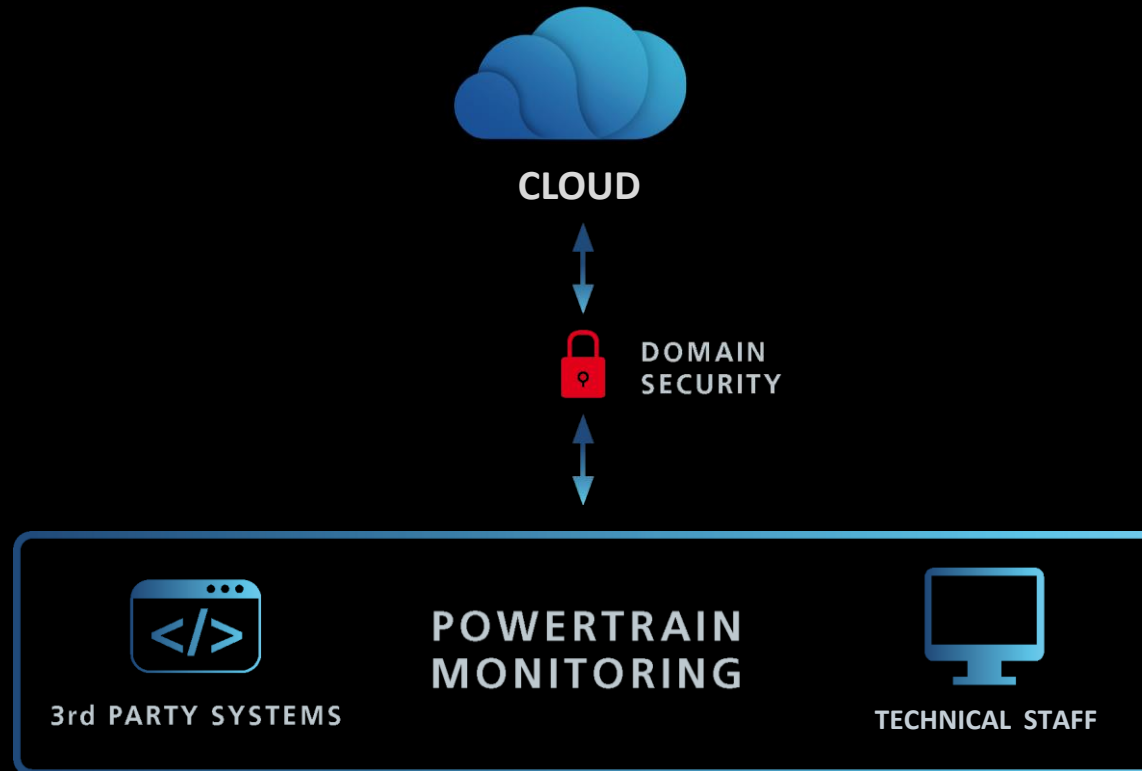 CLOUD
DOMAIN
SECURITY
</>
POWERTRAIN
MONITORING
3rd PARTY SYSTEMS
TECHNICAL STAFF